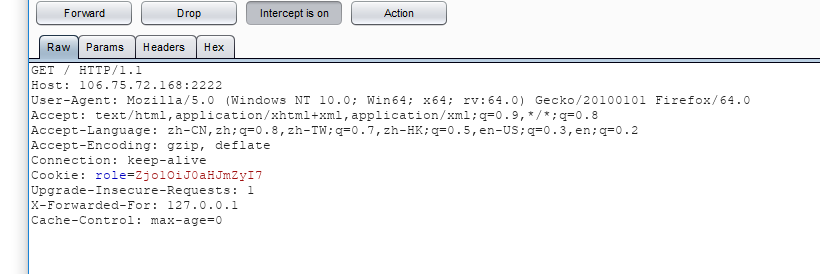 Forward Drop Intercept is on Action
Raw Params Headers Hex
GET / HTTP/1.1
Host: 106.75.72.168:2222
User-Agent: Mozilla/5.0 (Windows NT 10.0; Win64; x64; rv:64.0) Gecko/20100101 Firefox/64.0
Accept: text/html,application/xhtml+xml,application/xml;q=0.9,*/*;q=0.8
Accept-Language: zh-CN,zh;q=0.8,zh-TW;q=0.7,zh-HK;q=0.5,en-US;q=0.3,en;q=0.2
Accept-Encoding: gzip, deflate
Connection: keep-alive
Cookie: role=Zjo1OiJ0aHJmZyI7
Upgrade-Insecure-Requests: 1
X-Forwarded-For: 127.0.0.1
Cache-Control: max-age=0